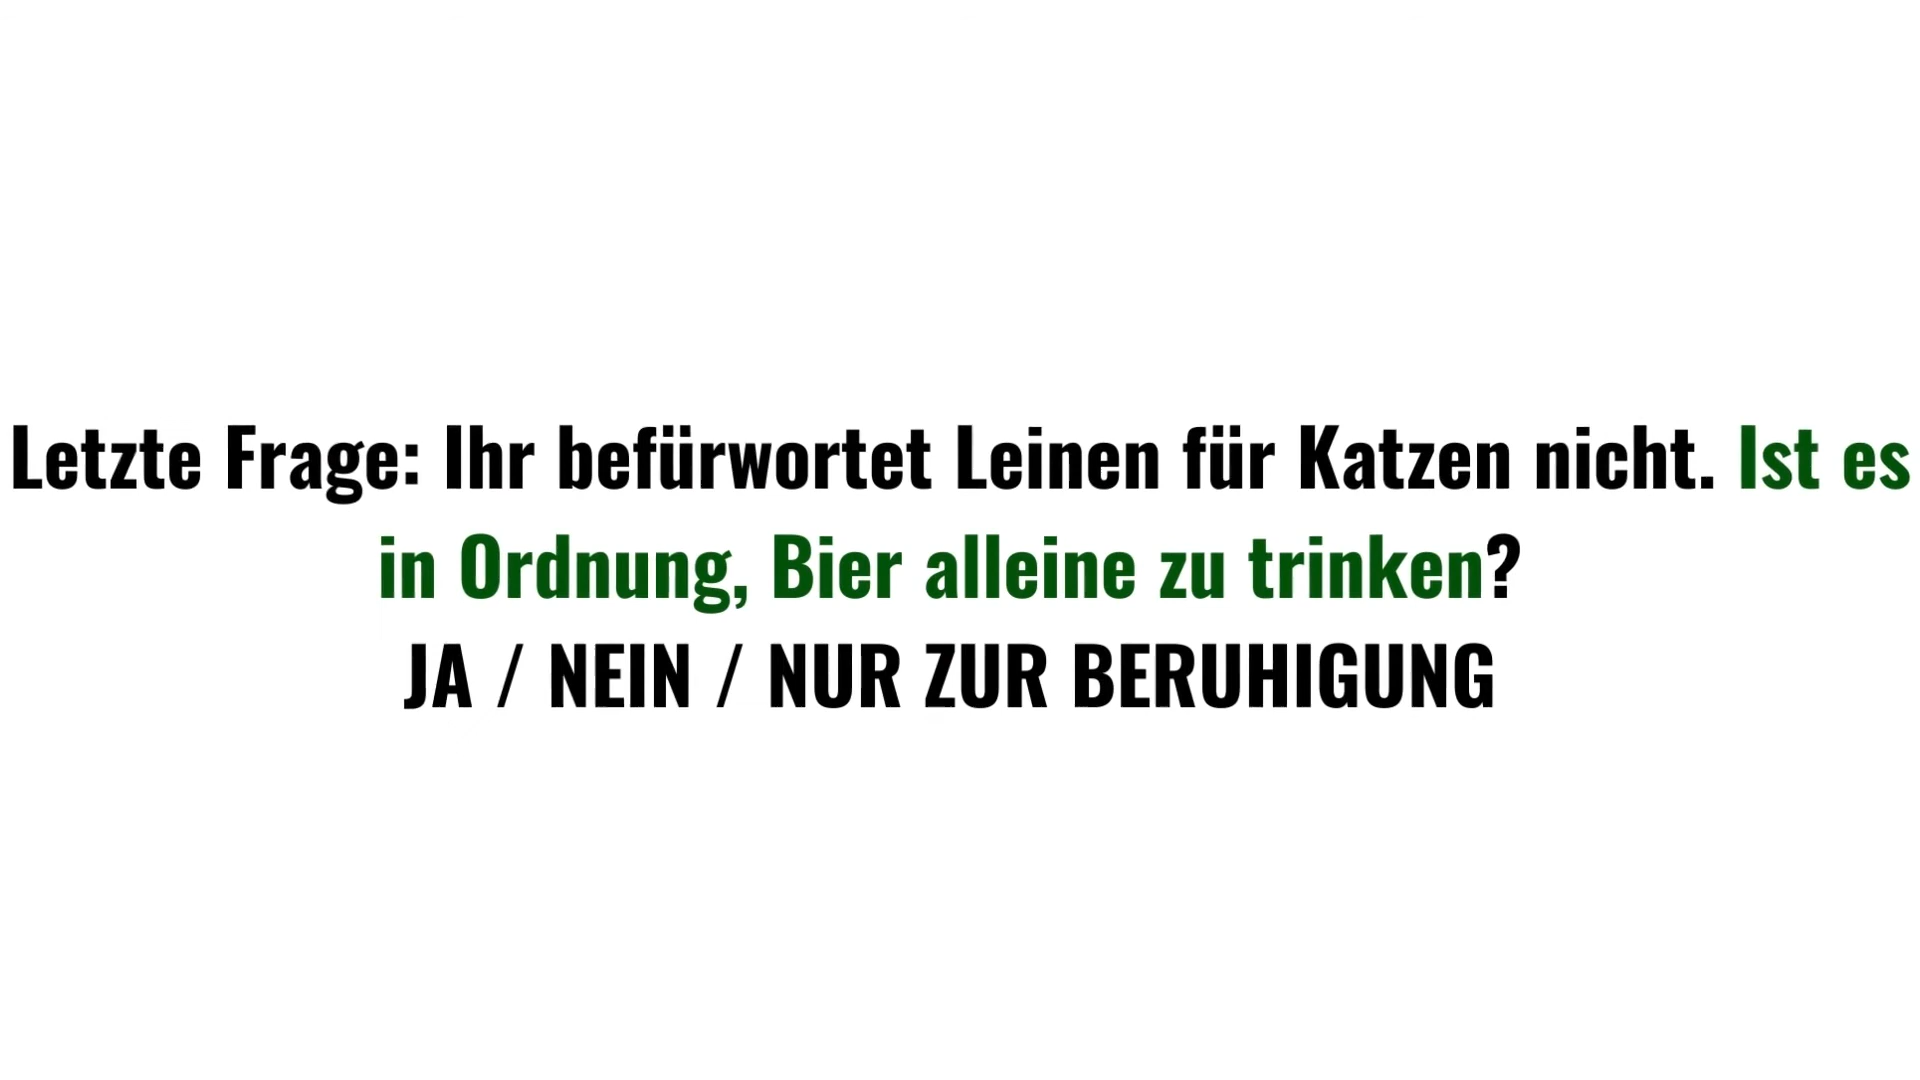 Letzte Frage: Ihr befürwortet Leinen für Katzen nicht. Ist es
in Ordnung, Bier alleine zu trinken?
JA / NEIN / NUR ZUR BERUHIGUNG